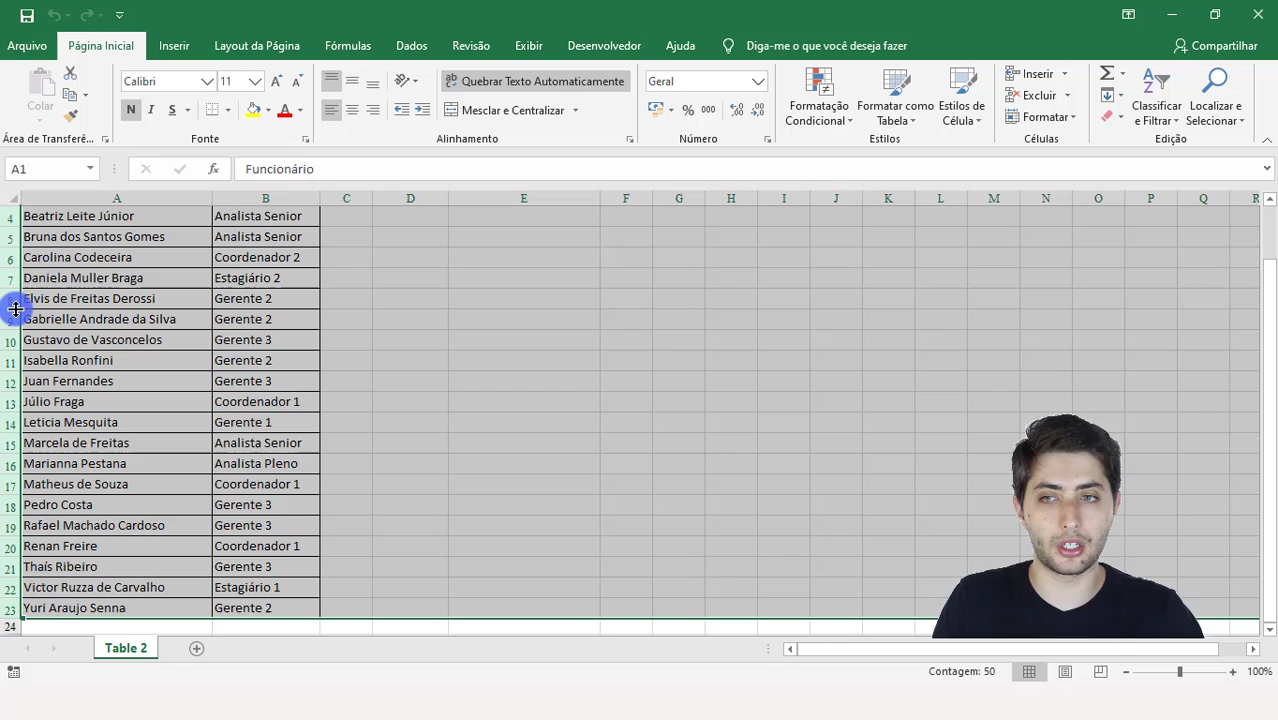 Arquivo Página Inicial Inserir Layout da Página Fórmulas Dados Revisão Exibir Desenvolvedor Ajuda Diga-me o que você deseja fazer Compartilhar
Colar Calibri 11 Quebrar Texto Automaticamente Geral Formatação Condicional Formatar como Tabela Estilos de Célula Inserir Classificar e Filtrar Localizar e Selecionar
Excluir
N I S Mesclar e Centralizar % 000 Formatar
Área de Transferê... Fonte Alinhamento Número Estilos Células Edição
A1 fx Funcionário
A B C D E F G H I J K L M N O P Q R
4 Beatriz Leite Júnior Analista Senior
5 Bruna dos Santos Gomes Analista Senior
6 Carolina Codeceira Coordenador 2
7 Daniela Muller Braga Estagiário 2
8 Elvis de Freitas Derossi Gerente 2
9 Gabrielle Andrade da Silva Gerente 2
10 Gustavo de Vasconcelos Gerente 3
11 Isabella Ronfini Gerente 2
12 Juan Fernandes Gerente 3
13 Júlio Fraga Coordenador 1
14 Leticia Mesquita Gerente 1
15 Marcela de Freitas Analista Senior
16 Marianna Pestana Analista Pleno
17 Matheus de Souza Coordenador 1
18 Pedro Costa Gerente 3
19 Rafael Machado Cardoso Gerente 3
20 Renan Freire Coordenador 1
21 Thaís Ribeiro Gerente 3
22 Victor Ruzza de Carvalho Estagiário 1
23 Yuri Araujo Senna Gerente 2
24
Table 2
Contagem: 50 100%